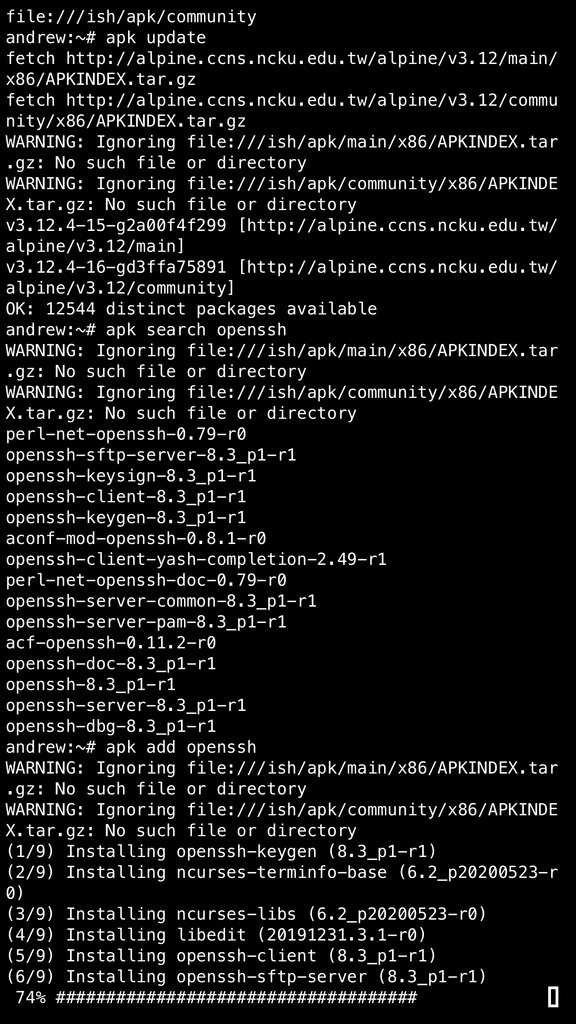 file:///ish/apk/community
andrew:~# apk update
fetch http://alpine.ccns.ncku.edu.tw/alpine/v3.12/main/
x86/APKINDEX.tar.gz
fetch http://alpine.ccns.ncku.edu.tw/alpine/v3.12/commu
nity/x86/APKINDEX.tar.gz
WARNING: Ignoring file:///ish/apk/main/x86/APKINDEX.tar
.gz: No such file or directory
WARNING: Ignoring file:///ish/apk/community/x86/APKINDE
X.tar.gz: No such file or directory
v3.12.4-15-g2a00f4f299 [http://alpine.ccns.ncku.edu.tw/
alpine/v3.12/main]
v3.12.4-16-gd3ffa75891 [http://alpine.ccns.ncku.edu.tw/
alpine/v3.12/community]
OK: 12544 distinct packages available
andrew:~# apk search openssh
WARNING: Ignoring file:///ish/apk/main/x86/APKINDEX.tar
.gz: No such file or directory
WARNING: Ignoring file:///ish/apk/community/x86/APKINDE
X.tar.gz: No such file or directory
perl-net-openssh-0.79-r0
openssh-sftp-server-8.3_p1-r1
openssh-keysign-8.3_p1-r1
openssh-client-8.3_p1-r1
openssh-keygen-8.3_p1-r1
aconf-mod-openssh-0.8.1-r0
openssh-client-yash-completion-2.49-r1
perl-net-openssh-doc-0.79-r0
openssh-server-common-8.3_p1-r1
openssh-server-pam-8.3_p1-r1
acf-openssh-0.11.2-r0
openssh-doc-8.3_p1-r1
openssh-8.3_p1-r1
openssh-server-8.3_p1-r1
openssh-dbg-8.3_p1-r1
andrew:~# apk add openssh
WARNING: Ignoring file:///ish/apk/main/x86/APKINDEX.tar
.gz: No such file or directory
WARNING: Ignoring file:///ish/apk/community/x86/APKINDE
X.tar.gz: No such file or directory
(1/9) Installing openssh-keygen (8.3_p1-r1)
(2/9) Installing ncurses-terminfo-base (6.2_p20200523-r
0)
(3/9) Installing ncurses-libs (6.2_p20200523-r0)
(4/9) Installing libedit (20191231.3.1-r0)
(5/9) Installing openssh-client (8.3_p1-r1)
(6/9) Installing openssh-sftp-server (8.3_p1-r1)
74% ####################################